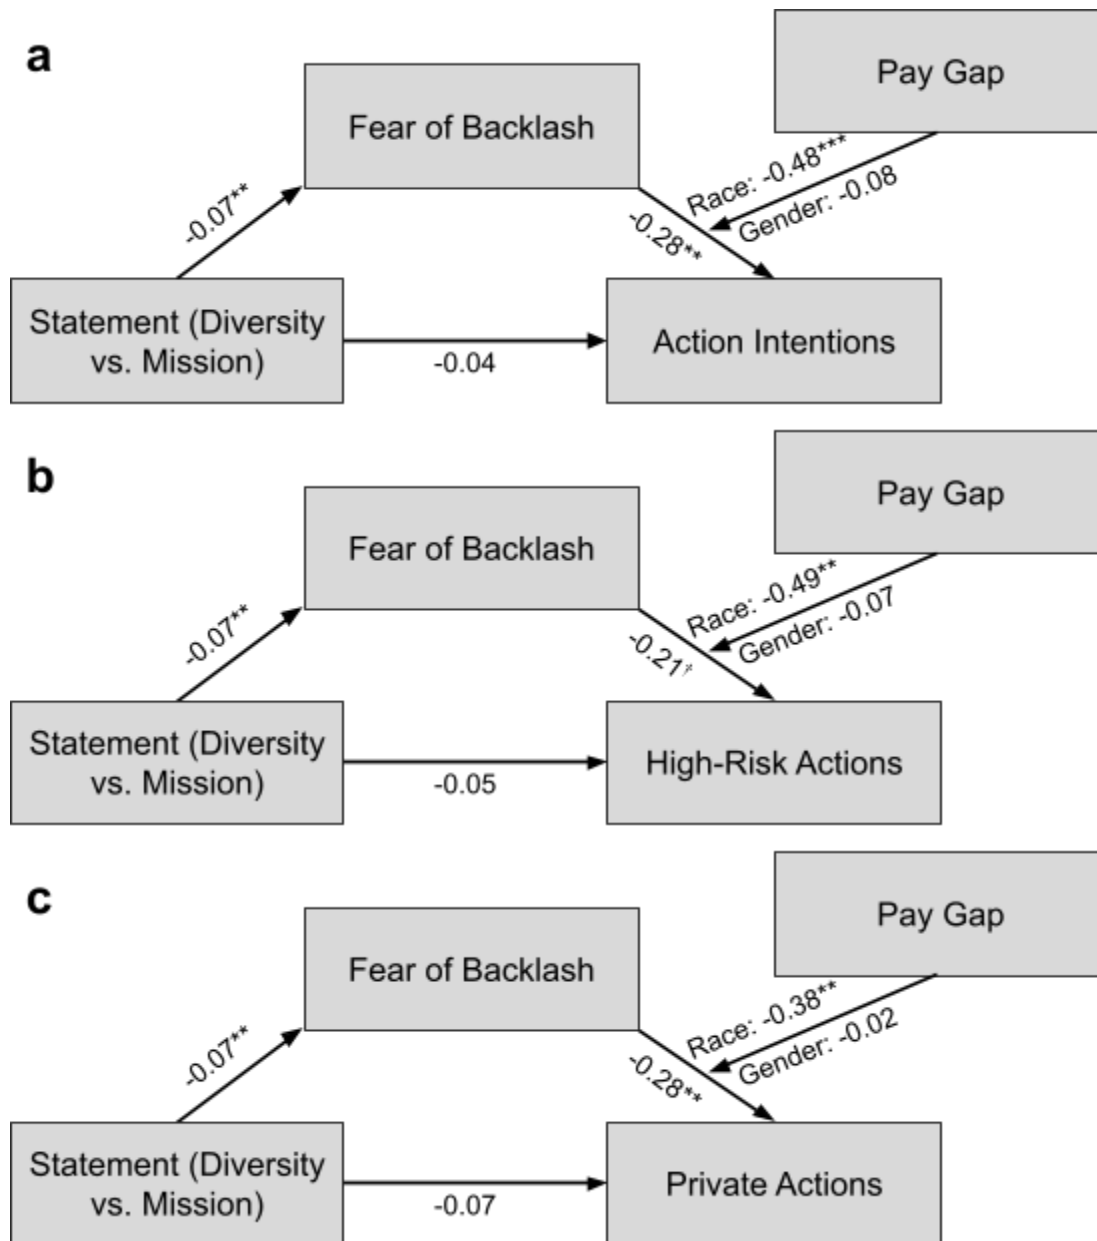 a
Pay Gap
Fear of Backlash
Race: -0.48***
Gender: -0.08
-0.07**
-0.28**
Statement (Diversity
vs. Mission)
-0.04
Action Intentions
b
Pay Gap
Fear of Backlash
Race: -0.49**
Gender: -0.07
-0.07**
-0.21†
Statement (Diversity
vs. Mission)
-0.05
High-Risk Actions
c
Pay Gap
Fear of Backlash
Race: -0.38**
Gender: -0.02
-0.07**
-0.28**
Statement (Diversity
vs. Mission)
-0.07
Private Actions